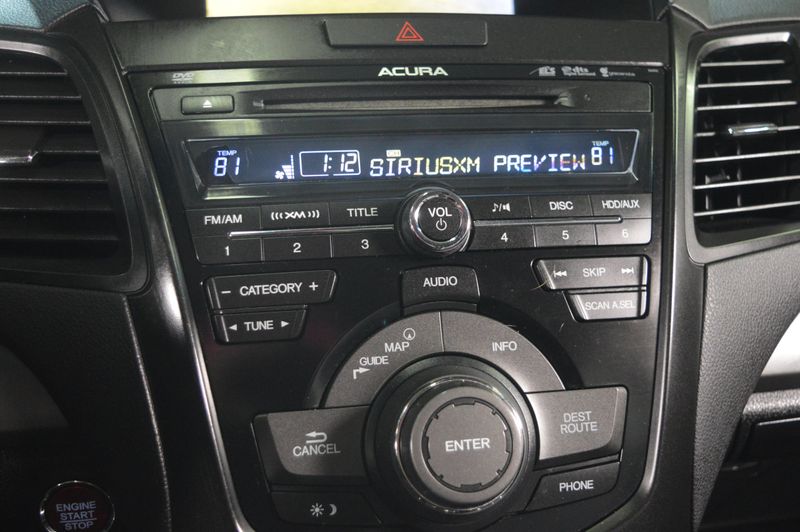 ACURA
DVD
TEMP 81 1:12 SIRIUSXM PREVIEW TEMP 81
FM/AM XM TITLE VOL DISC HDD/AUX
1 2 3 4 5 6
− CATEGORY + AUDIO SKIP
TUNE SCAN A.SEL
MAP INFO
GUIDE
CANCEL ENTER DEST ROUTE
PHONE
ENGINE
START
STOP